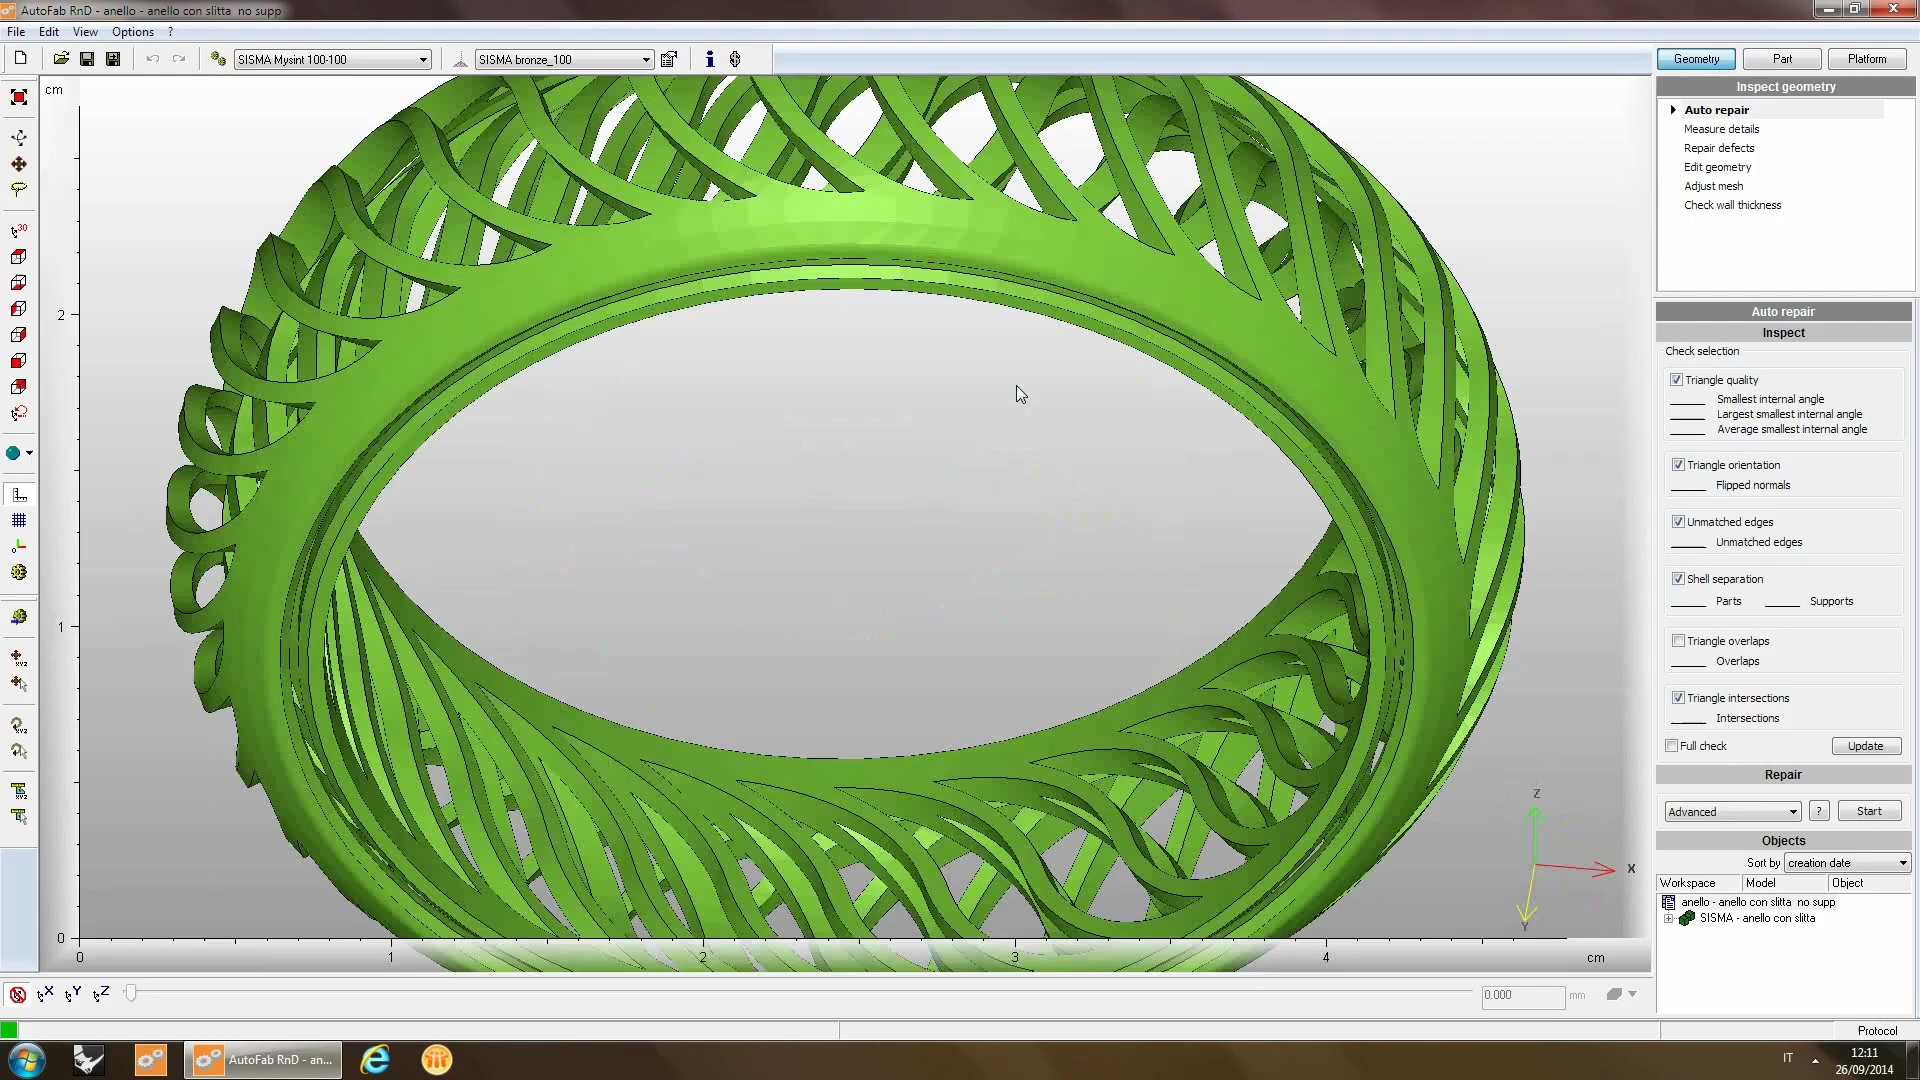 AutoFab RnD - anello - anello con slitta  no supp
File Edit View Options ?
SISMA Mysint 100-100
SISMA bronze_100
Geometry Part Platform
cm
2
1
0
0 1 2 3 4 cm
30
XYZ
XYZ
XYZ
Z
X
Y
Inspect geometry
Auto repair
Measure details
Repair defects
Edit geometry
Adjust mesh
Check wall thickness
Auto repair
Inspect
Check selection
Triangle quality
Smallest internal angle
Largest smallest internal angle
Average smallest internal angle
Triangle orientation
Flipped normals
Unmatched edges
Unmatched edges
Shell separation
Parts Supports
Triangle overlaps
Overlaps
Triangle intersections
Intersections
Full check Update
Repair
Advanced ? Start
Objects
Sort by creation date
Workspace Model Object
anello - anello con slitta  no supp
SISMA - anello con slitta
X Y Z 0.000 mm
Protocol
AutoFab RnD - an...
IT
12:11
26/09/2014